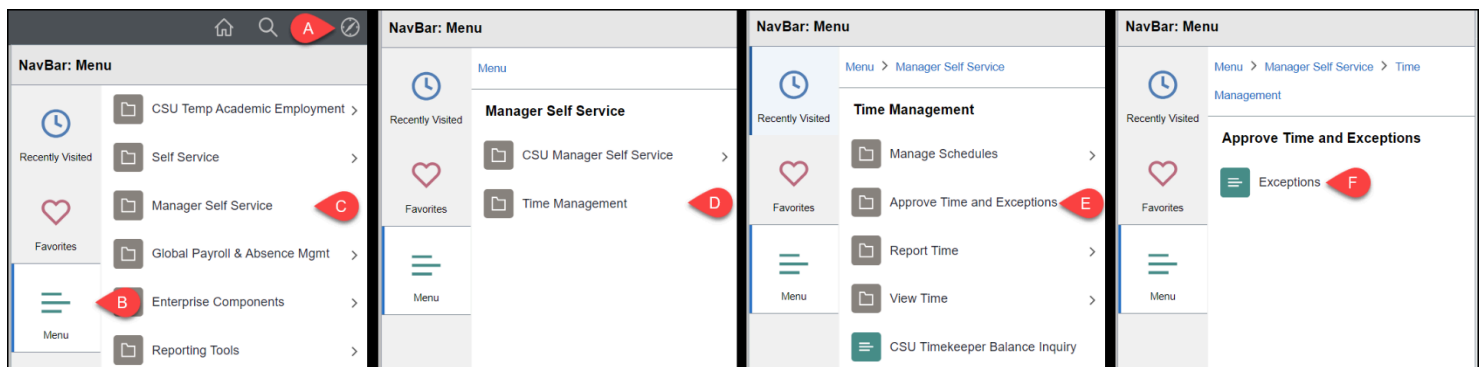 A
NavBar: Menu
Recently Visited
Favorites
B
Menu
CSU Temp Academic Employment
Self Service
Manager Self Service
C
Global Payroll & Absence Mgmt
Enterprise Components
Reporting Tools
NavBar: Menu
Recently Visited
Favorites
Menu
Menu
Manager Self Service
CSU Manager Self Service
Time Management
D
NavBar: Menu
Recently Visited
Favorites
Menu
Menu > Manager Self Service
Time Management
Manage Schedules
Approve Time and Exceptions
E
Report Time
View Time
CSU Timekeeper Balance Inquiry
NavBar: Menu
Recently Visited
Favorites
Menu
Menu > Manager Self Service > Time
Management
Approve Time and Exceptions
Exceptions
F